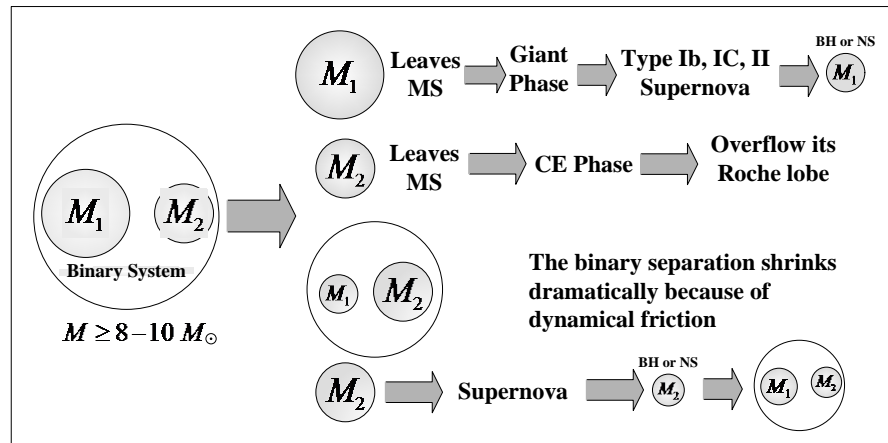 M₁
Leaves
MS
Giant
Phase
Type Ib, IC, II
Supernova
BH or NS
M₁
M₂
Leaves
MS
CE Phase
Overflow its
Roche lobe
M₁
M₂
Binary System
M ≥ 8–10 M⊙
M₁
M₂
The binary separation shrinks
dramatically because of
dynamical friction
M₂
Supernova
BH or NS
M₂
M₁
M₂